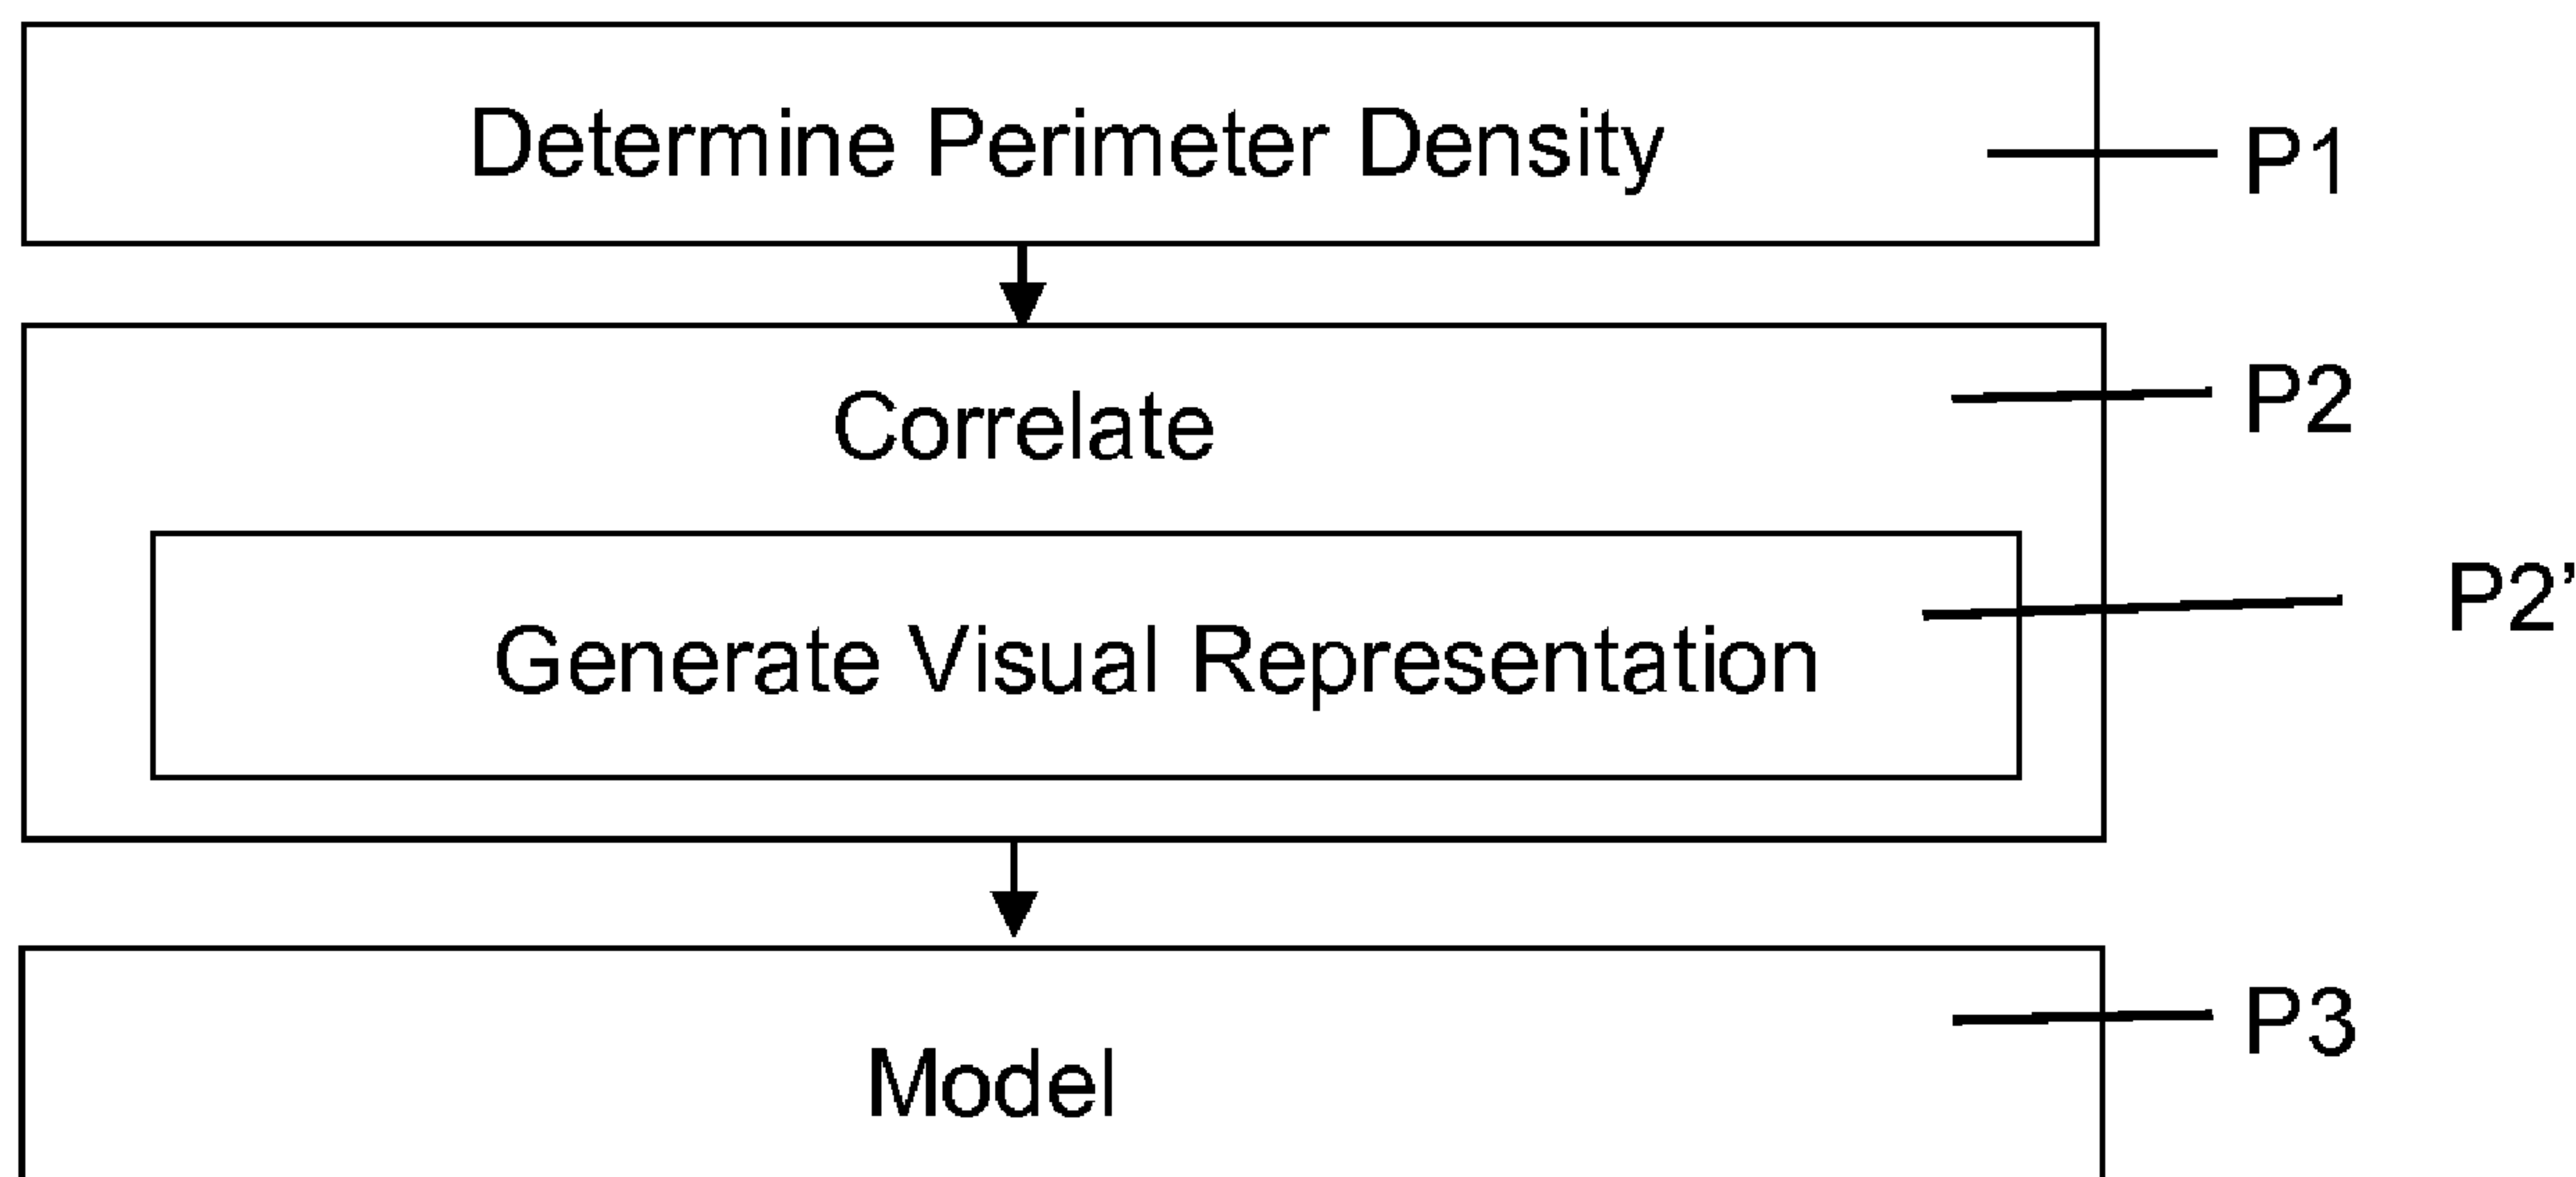 Determine Perimeter Density
P1
Correlate
P2
Generate Visual Representation
P2’
Model
P3